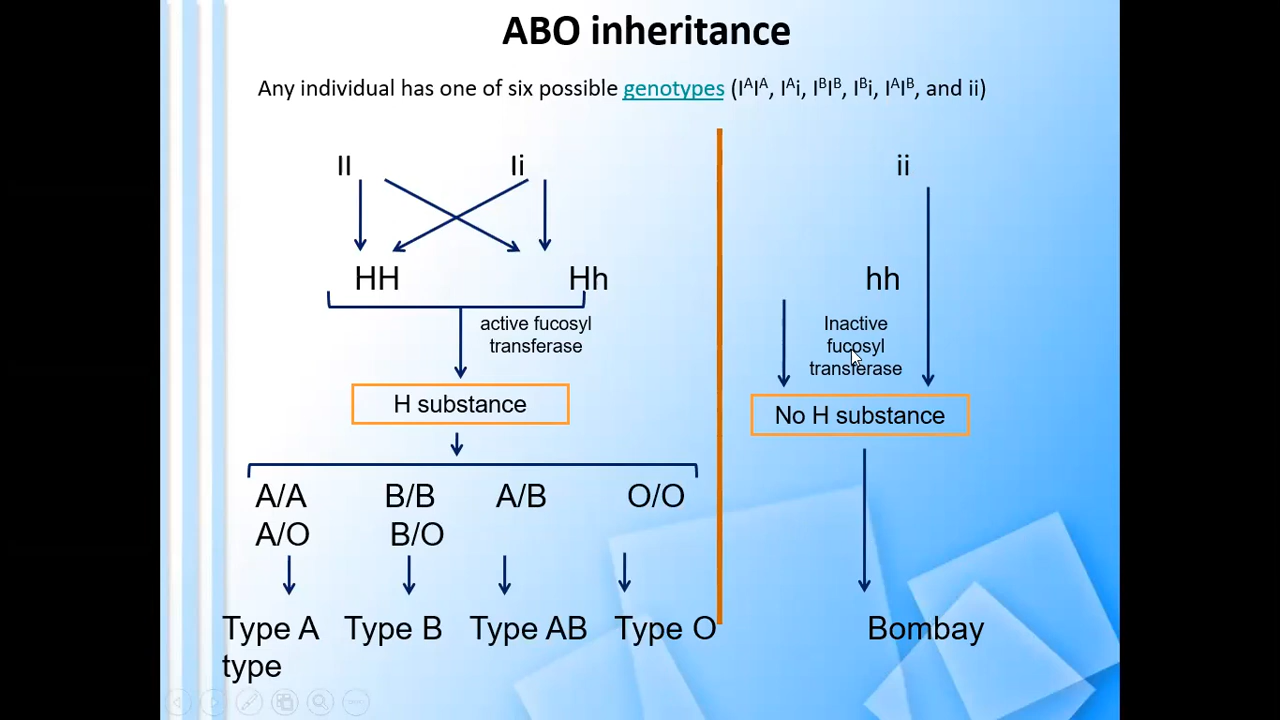 ABO inheritance
Any individual has one of six possible genotypes (IᴬIᴬ, Iᴬi, IᴮIᴮ, Iᴮi, IᴬIᴮ, and ii)
II Ii ii
HH Hh hh
active fucosyl
transferase
Inactive
fucosyl
transferase
H substance
No H substance
A/A B/B A/B O/O
A/O B/O
Type A Type B Type AB Type O Bombay
type